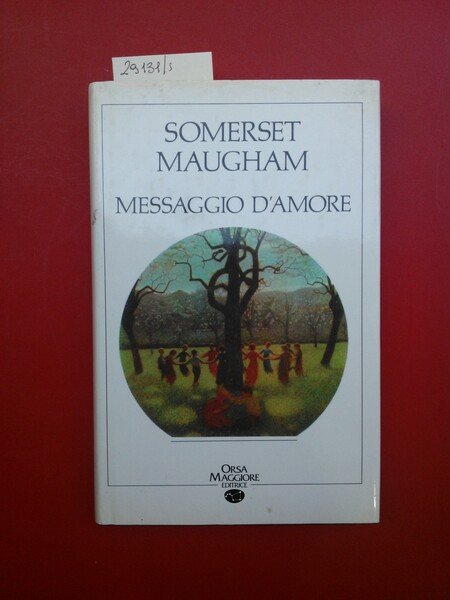 29131/s
SOMERSET
MAUGHAM
MESSAGGIO D'AMORE
ORSA
MAGGIORE
EDITRICE